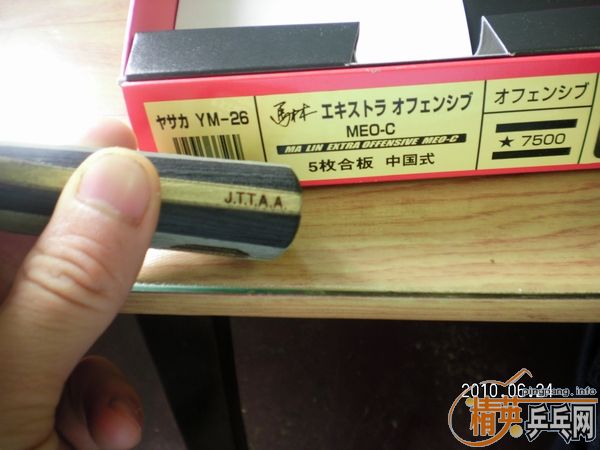 ヤサカ YM-26
馬林 エキストラ オフェンシブ
MEO-C
MA LIN EXTRA OFFENSIVE MEO-C
5枚合板 中国式
オフェンシブ
★ 7500
J.T.T.A.A.
2010.06.24
pingpang.info
精英乒乓网